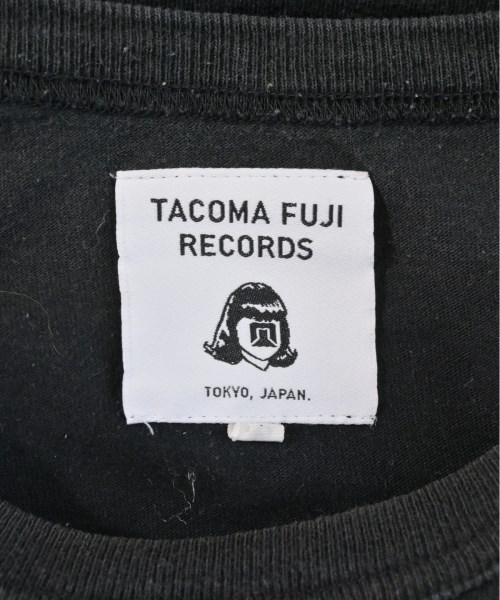 TACOMA FUJI
RECORDS
TOKYO, JAPAN.